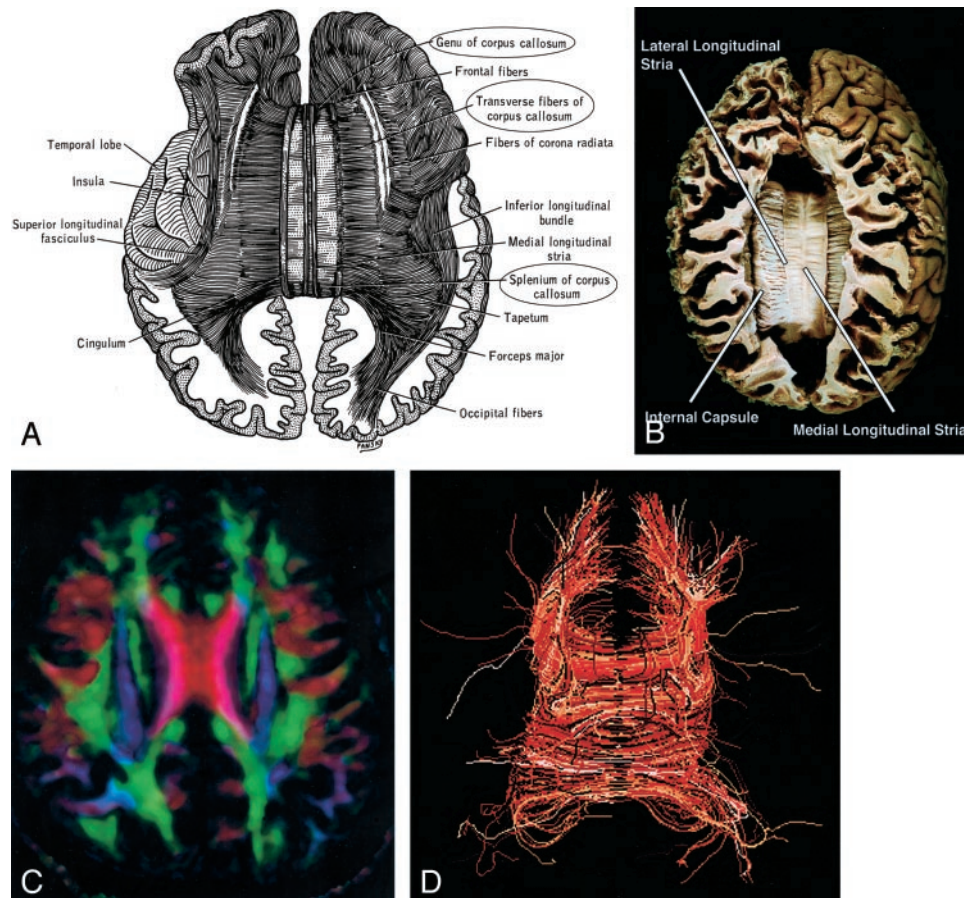 Genu of corpus callosum
Frontal fibers
Transverse fibers of
corpus callosum
Fibers of corona radiata
Temporal lobe
Insula
Superior longitudinal
fasciculus
Inferior longitudinal
bundle
Medial longitudinal
stria
Splenium of corpus
callosum
Tapetum
Cingulum
Forceps major
Occipital fibers
A
Lateral Longitudinal
Stria
Internal Capsule
Medial Longitudinal Stria
B
C
D